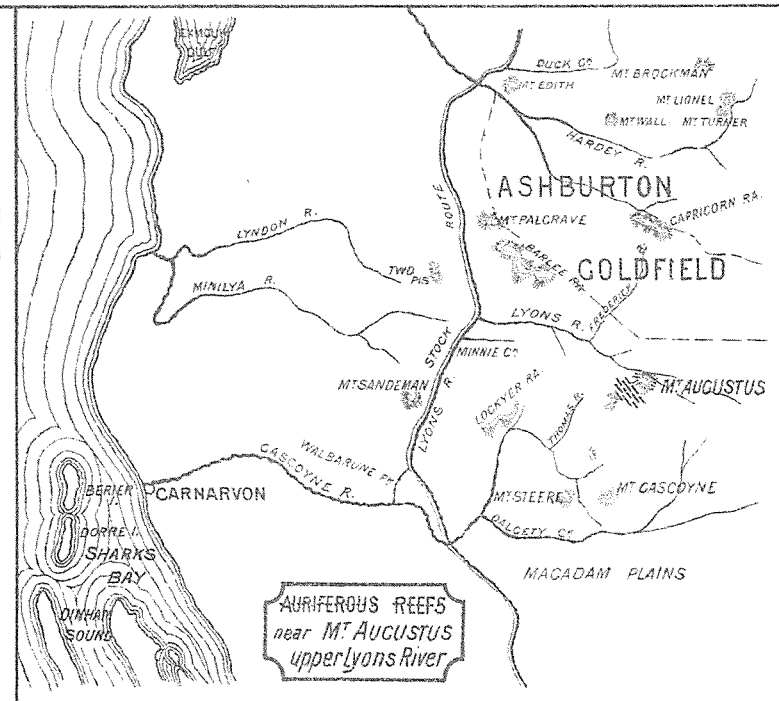 EXMOUTH
GULF
DUCK CK
MT BROCKMAN
MT EDITH
MT LIONEL
MT WALL
MT TURNER
HARDEY R.
ASHBURTON
ROUTE
MT PALGRAVE
CAPRICORN RA.
LYNDON R.
BARLEE RA
GOLDFIELD
TWO
PKS
MINILYA R.
FREDERICK
LYONS R.
STOCK
MINNIE CK
MT SANDEMAN
LYONS R.
LOCKYER RA.
MT AUGUSTUS
THOMAS R.
WALBARUNE PK
GASCOYNE R.
BERIER
I.
CARNARVON
MT STEERE
MT GASCOYNE
DORRE I.
DALGETY CK
SHARKS
BAY
MACADAM PLAINS
DINHAM
SOUND
AURIFEROUS REEFS
near MT AUGUSTUS
upper Lyons River